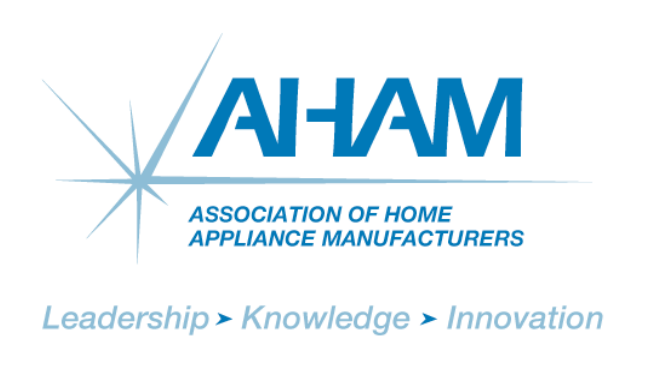 AHAM
ASSOCIATION OF HOME
APPLIANCE MANUFACTURERS
Leadership ➤ Knowledge ➤ Innovation